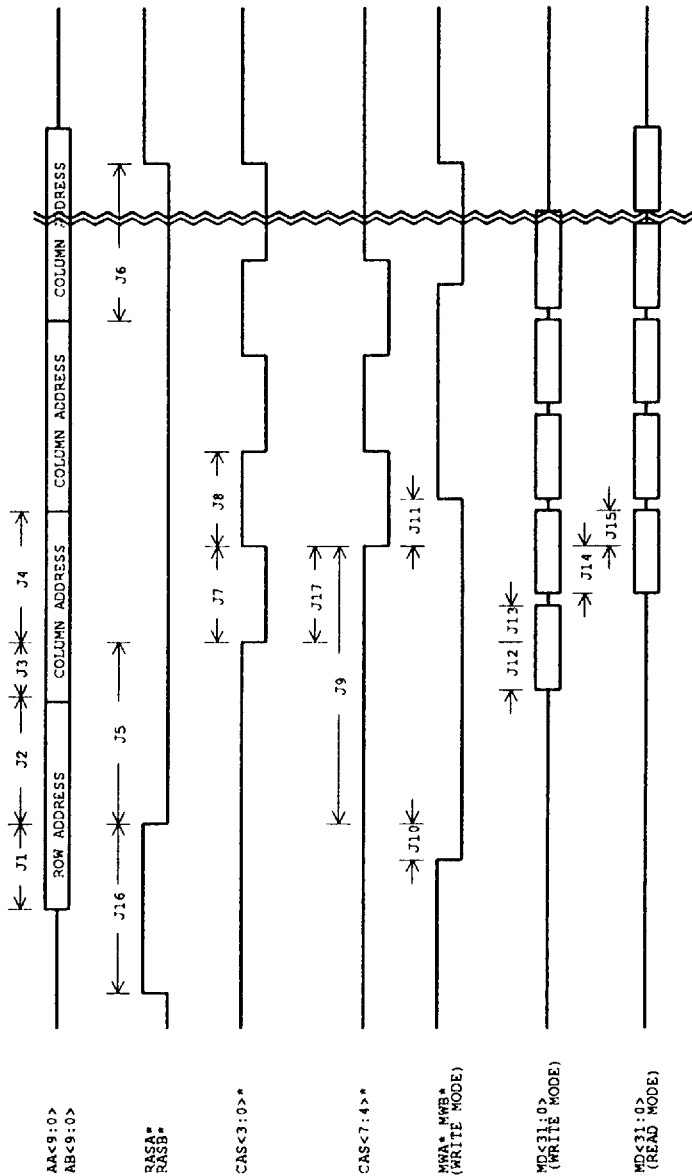 AA<9:0>
AB<9:0>
ROW ADDRESS
COLUMN ADDRESS
COLUMN ADDRESS
COLUMN ADDRESS
J1
J2
J3
J4
RASA*
RASB*
J16
J5
J6
CAS<3:0>*
J7
J8
CAS<7:4>*
J9
J17
MWA* MWB*
(WRITE MODE)
J10
J11
MD<31:0>
(WRITE MODE)
J12
J13
MD<31:0>
(READ MODE)
J14
J15